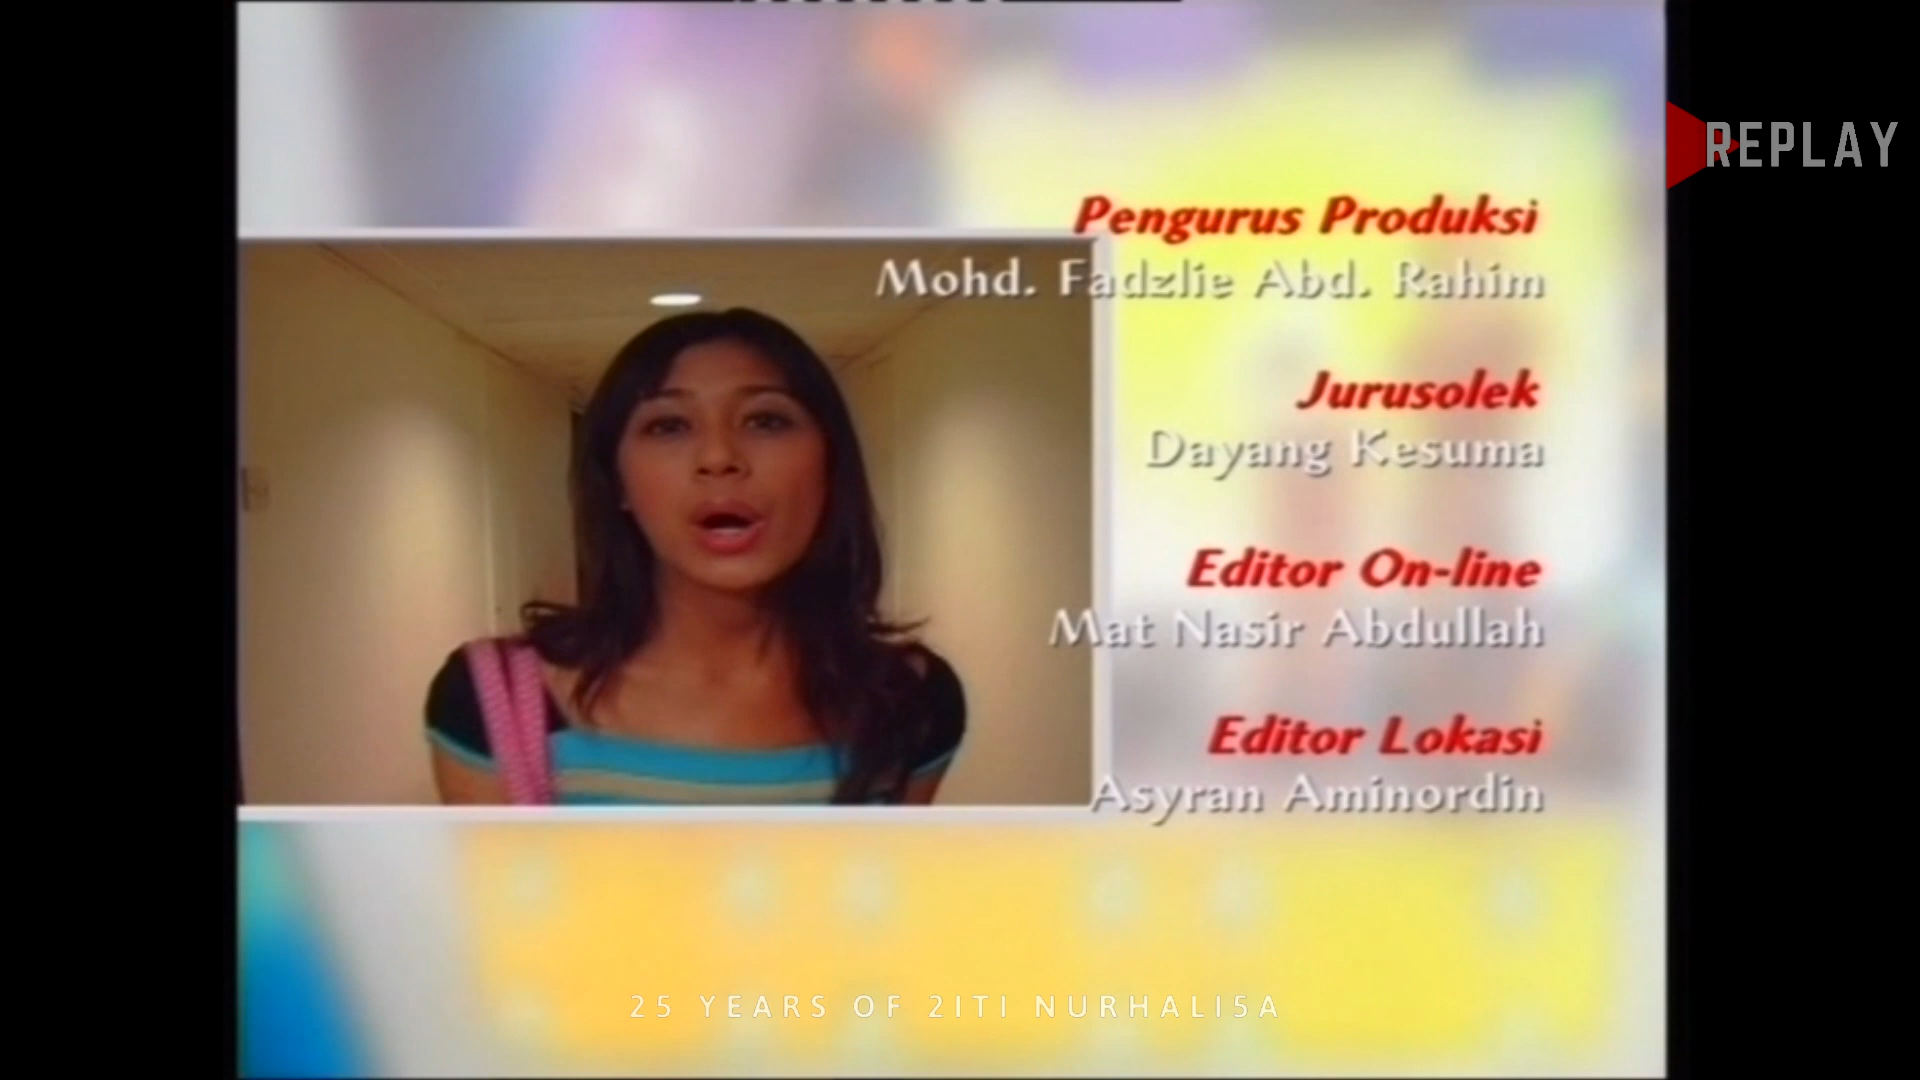 REPLAY
Pengurus Produksi
Mohd. Fadzlie Abd. Rahim
Jurusolek
Dayang Kesuma
Editor On-line
Mat Nasir Abdullah
Editor Lokasi
Asyran Aminordin
25 YEARS OF 2ITI NURHALI5A